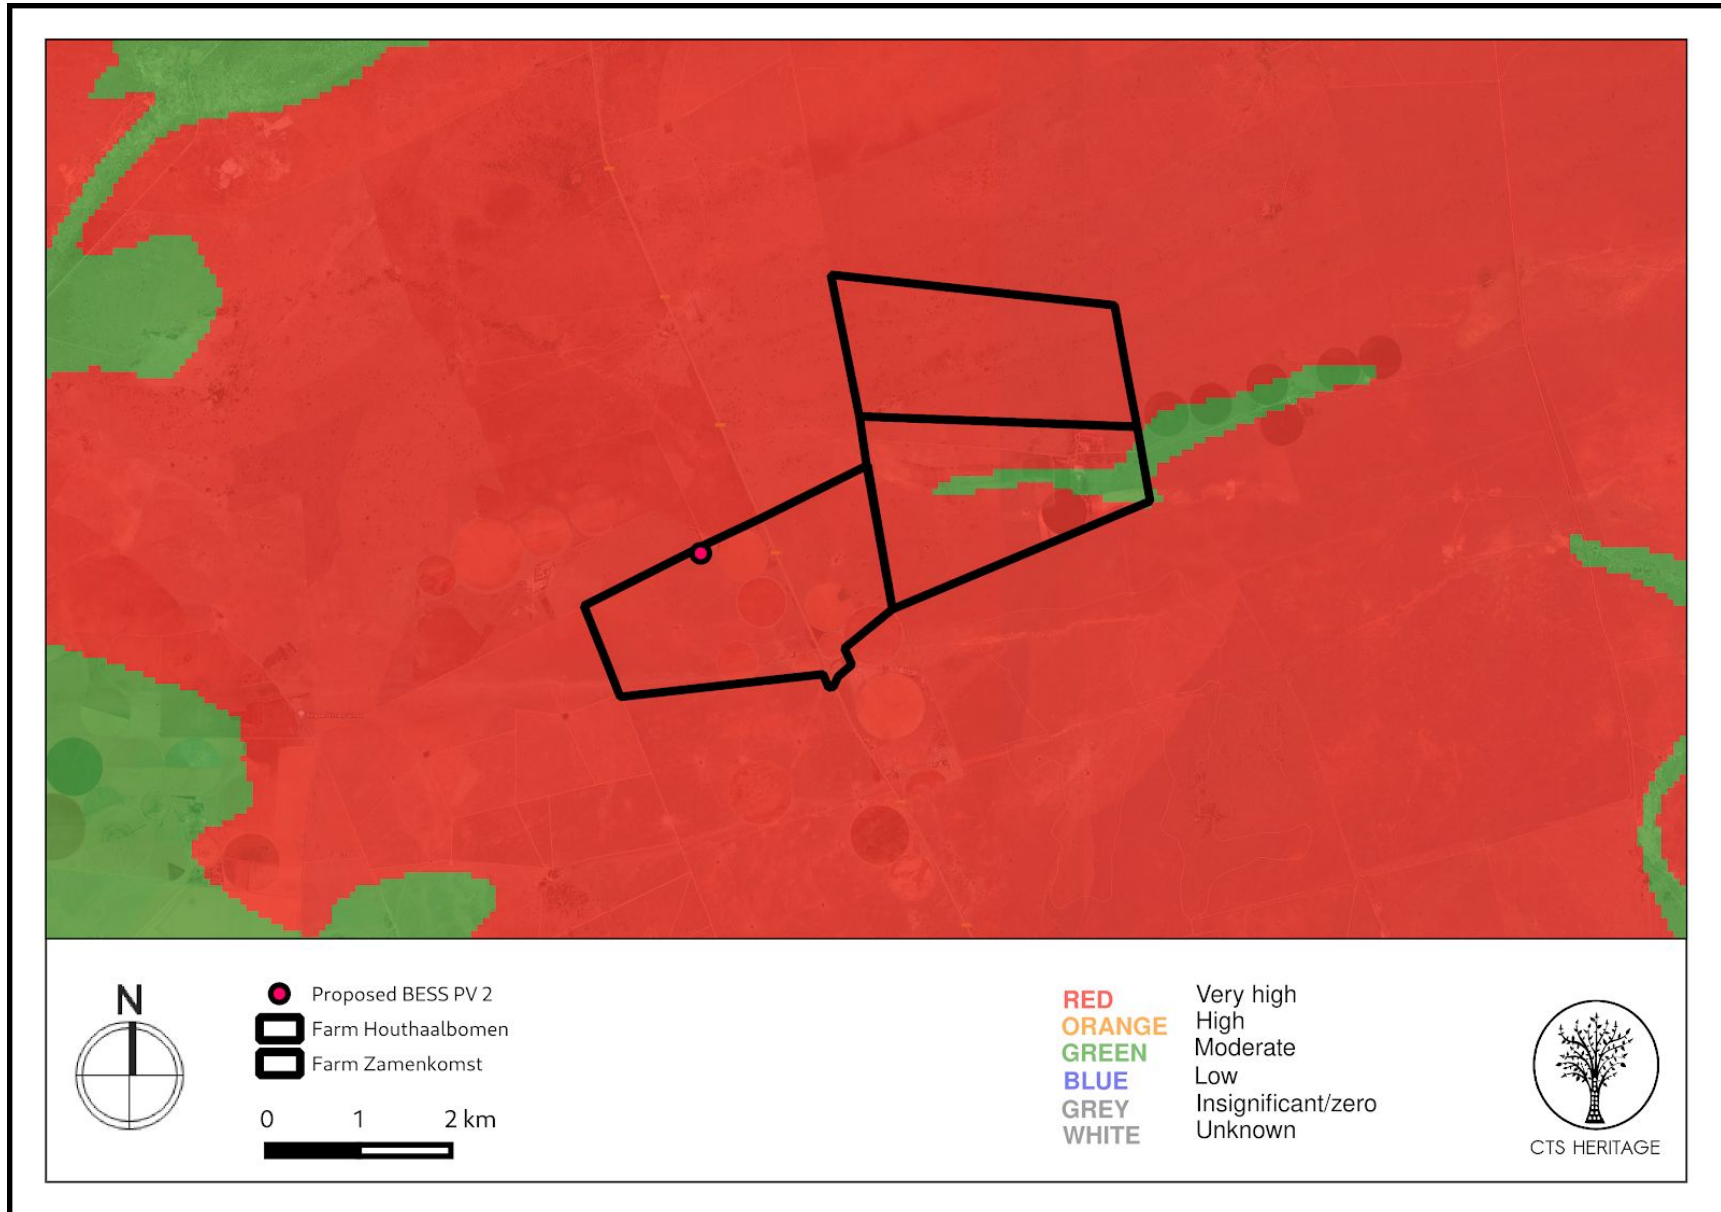 N
Proposed BESS PV 2
Farm Houthaalbomen
Farm Zamenkomst
0 1 2 km
RED Very high
ORANGE High
GREEN Moderate
BLUE Low
GREY Insignificant/zero
WHITE Unknown
CTS HERITAGE